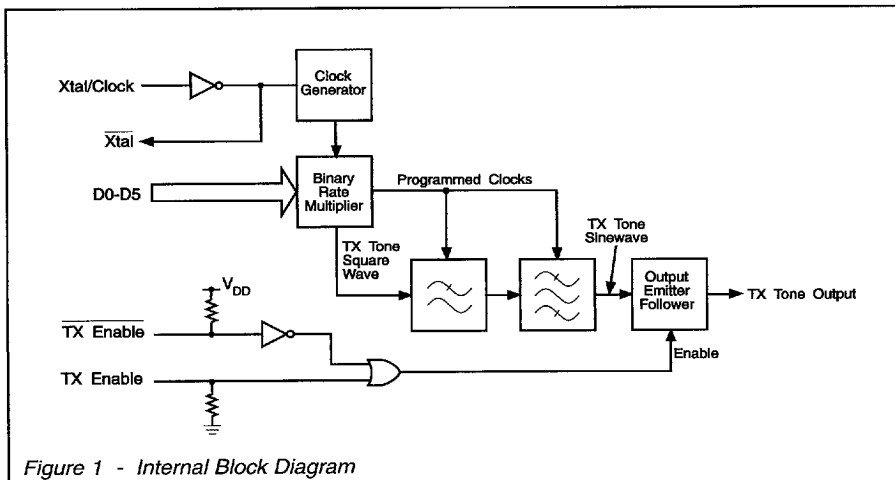 Xtal/Clock
Clock
Generator
Xtal
D0-D5
Binary
Rate
Multiplier
Programmed Clocks
TX Tone
Square
Wave
TX Tone
Sinewave
Output
Emitter
Follower
TX Tone Output
VDD
TX Enable
Enable
TX Enable
Figure 1 - Internal Block Diagram